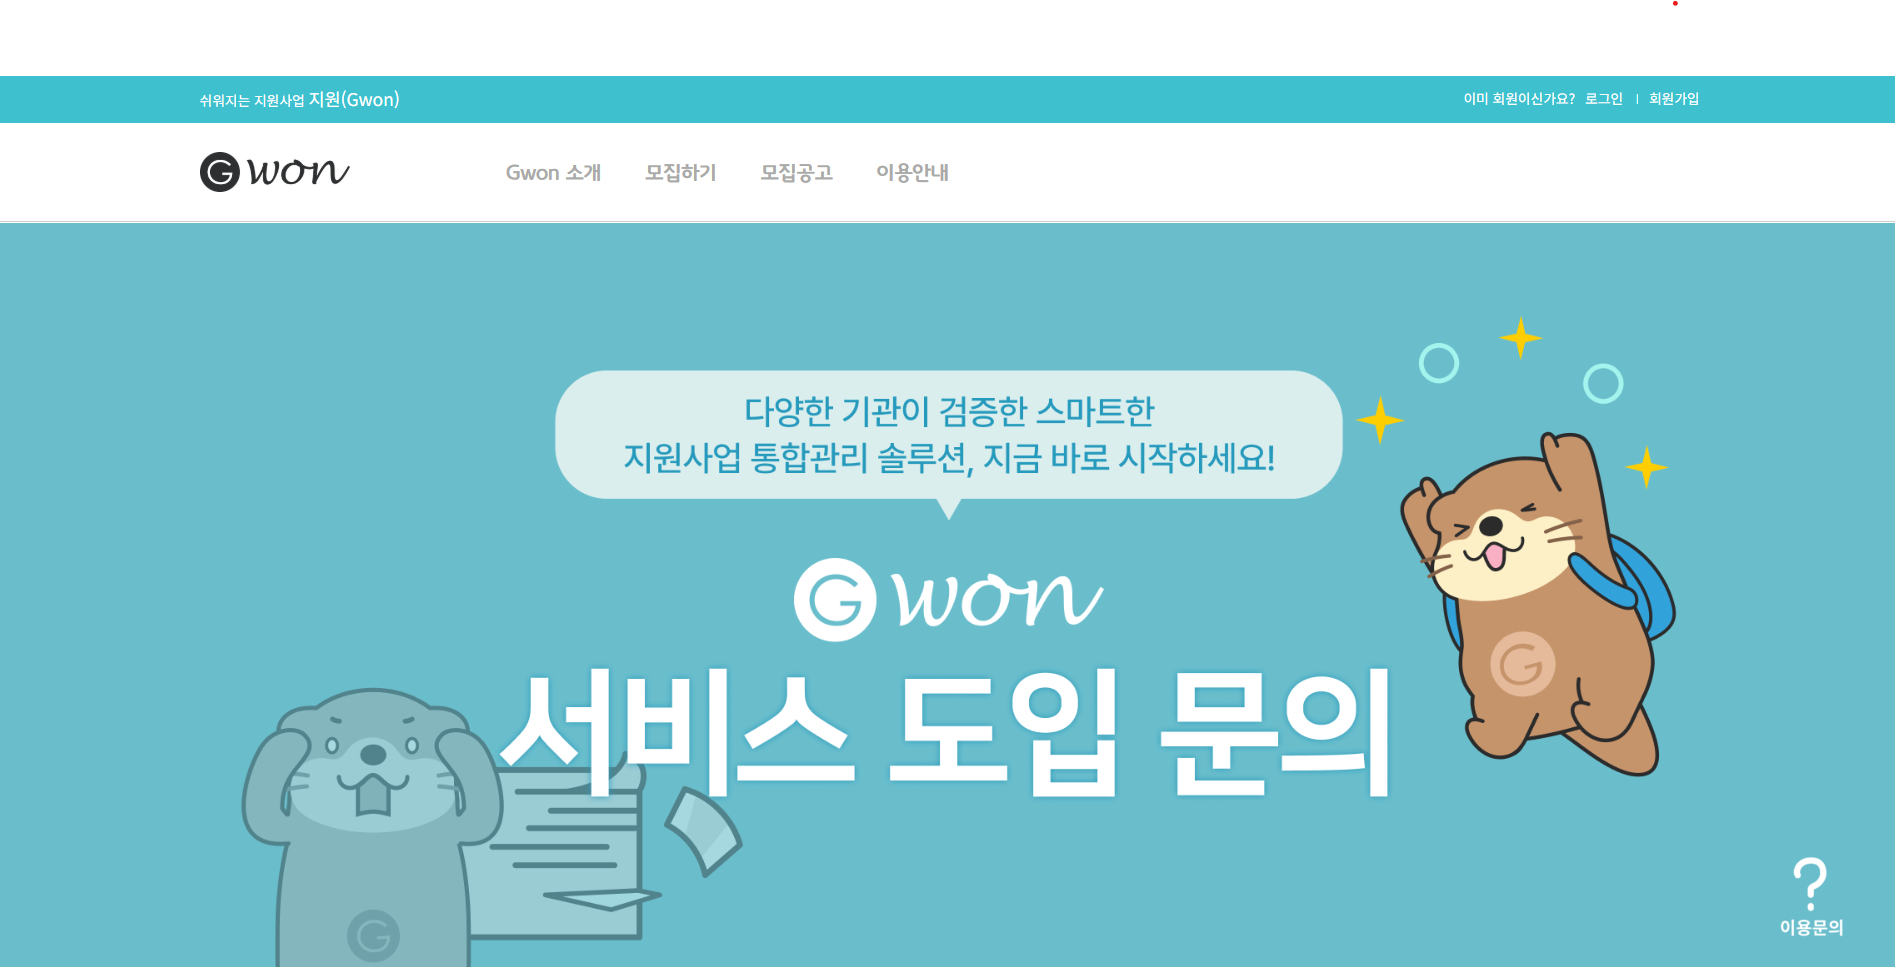 쉬워지는 지원사업 지원(Gwon)
이미 회원이신가요? 로그인 | 회원가입
Gwon
Gwon 소개 모집하기 모집공고 이용안내
다양한 기관이 검증한 스마트한
지원사업 통합관리 솔루션, 지금 바로 시작하세요!
Gwon
서비스 도입 문의
G
G
?
이용문의